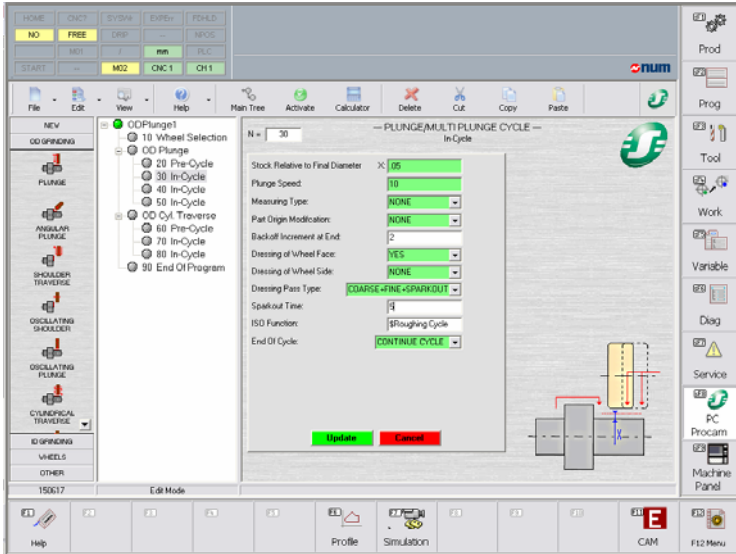 HOME CNC? SYSW# EXPErr FDHLD
NO FREE DRIP -- NPOS
M01 / mm PLC
START -- M02 CNC 1 CH 1
num
File Edit View Help Main Tree Activate Calculator Delete Cut Copy Paste
NEW
OD GRINDING
PLUNGE
ANGULAR PLUNGE
SHOULDER TRAVERSE
OSCILLATING SHOULDER
OSCILLATING PLUNGE
CYLINDRICAL TRAVERSE
ID GRINDING
WHEELS
OTHER
ODPlunge1
10 Wheel Selection
OD Plunge
20 Pre-Cycle
30 In-Cycle
40 In-Cycle
50 In-Cycle
OD Cyl. Traverse
60 Pre-Cycle
70 In-Cycle
80 In-Cycle
90 End Of Program
N = 30
— PLUNGE/MULTI PLUNGE CYCLE —
In-Cycle
Stock Relative to Final Diameter X .05
Plunge Speed: 10
Measuring Type: NONE
Part Origin Modifcation: NONE
Backoff Increment at End: 2
Dressing of Wheel Face: YES
Dressing of Wheel Side: NONE
Dressing Pass Type: COARSE+FINE+SPARKOUT
Sparkout Time: 5
ISO Function: $Roughing Cycle
End Of Cycle: CONTINUE CYCLE
Update Cancel
X
Prod
Prog
Tool
Work
Variable
Diag
Service
PC Procam
Machine Panel
150617 Edit Mode
Help
Profile
Simulation
CAM
F12 Menu